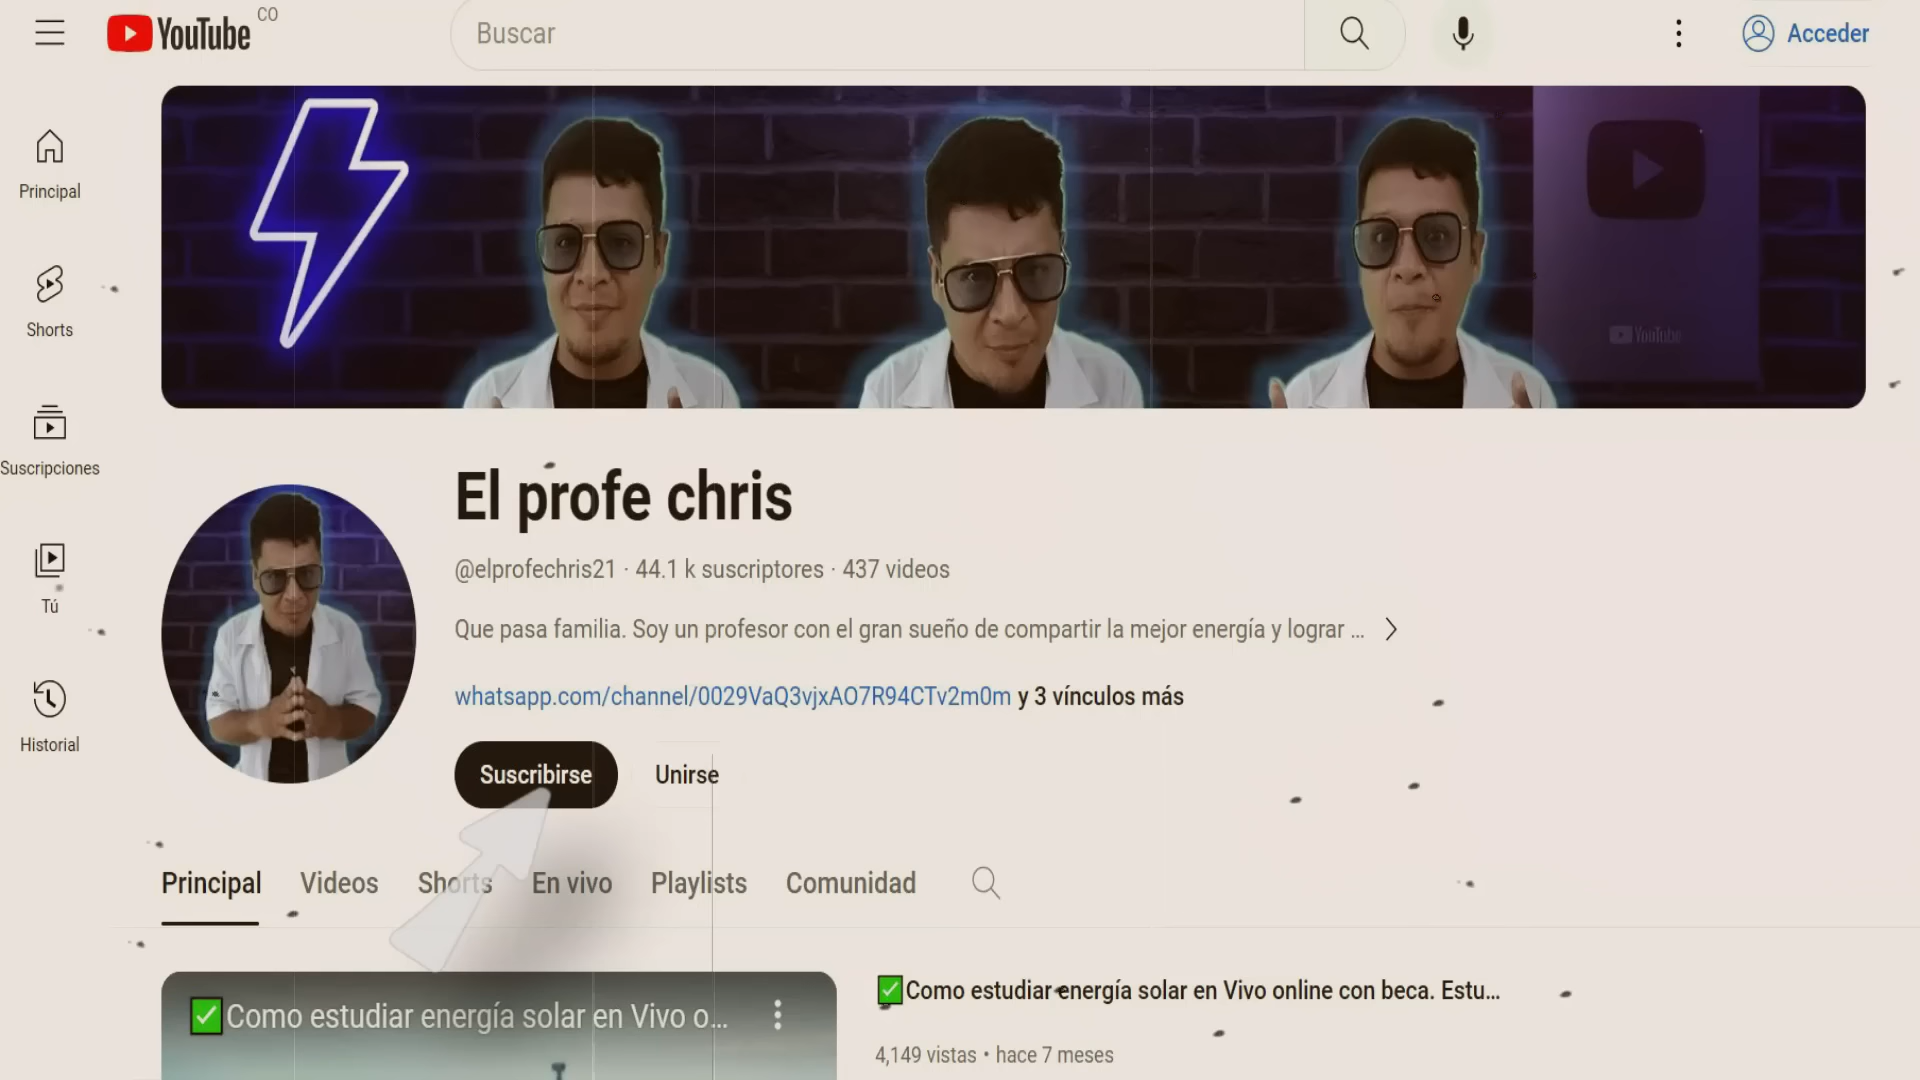 YouTube CO
Buscar
Acceder
Principal
Shorts
Suscripciones
Tú
Historial
YouTube
El profe chris
@elprofechris21 · 44.1 k suscriptores · 437 videos
Que pasa familia. Soy un profesor con el gran sueño de compartir la mejor energía y lograr ...
whatsapp.com/channel/0029VaQ3vjxAO7R94CTv2m0m y 3 vínculos más
Suscribirse Unirse
Principal Videos Shorts En vivo Playlists Comunidad
✅Como estudiar energía solar en Vivo o...
✅Como estudiar energía solar en Vivo online con beca. Estu...
4,149 vistas • hace 7 meses